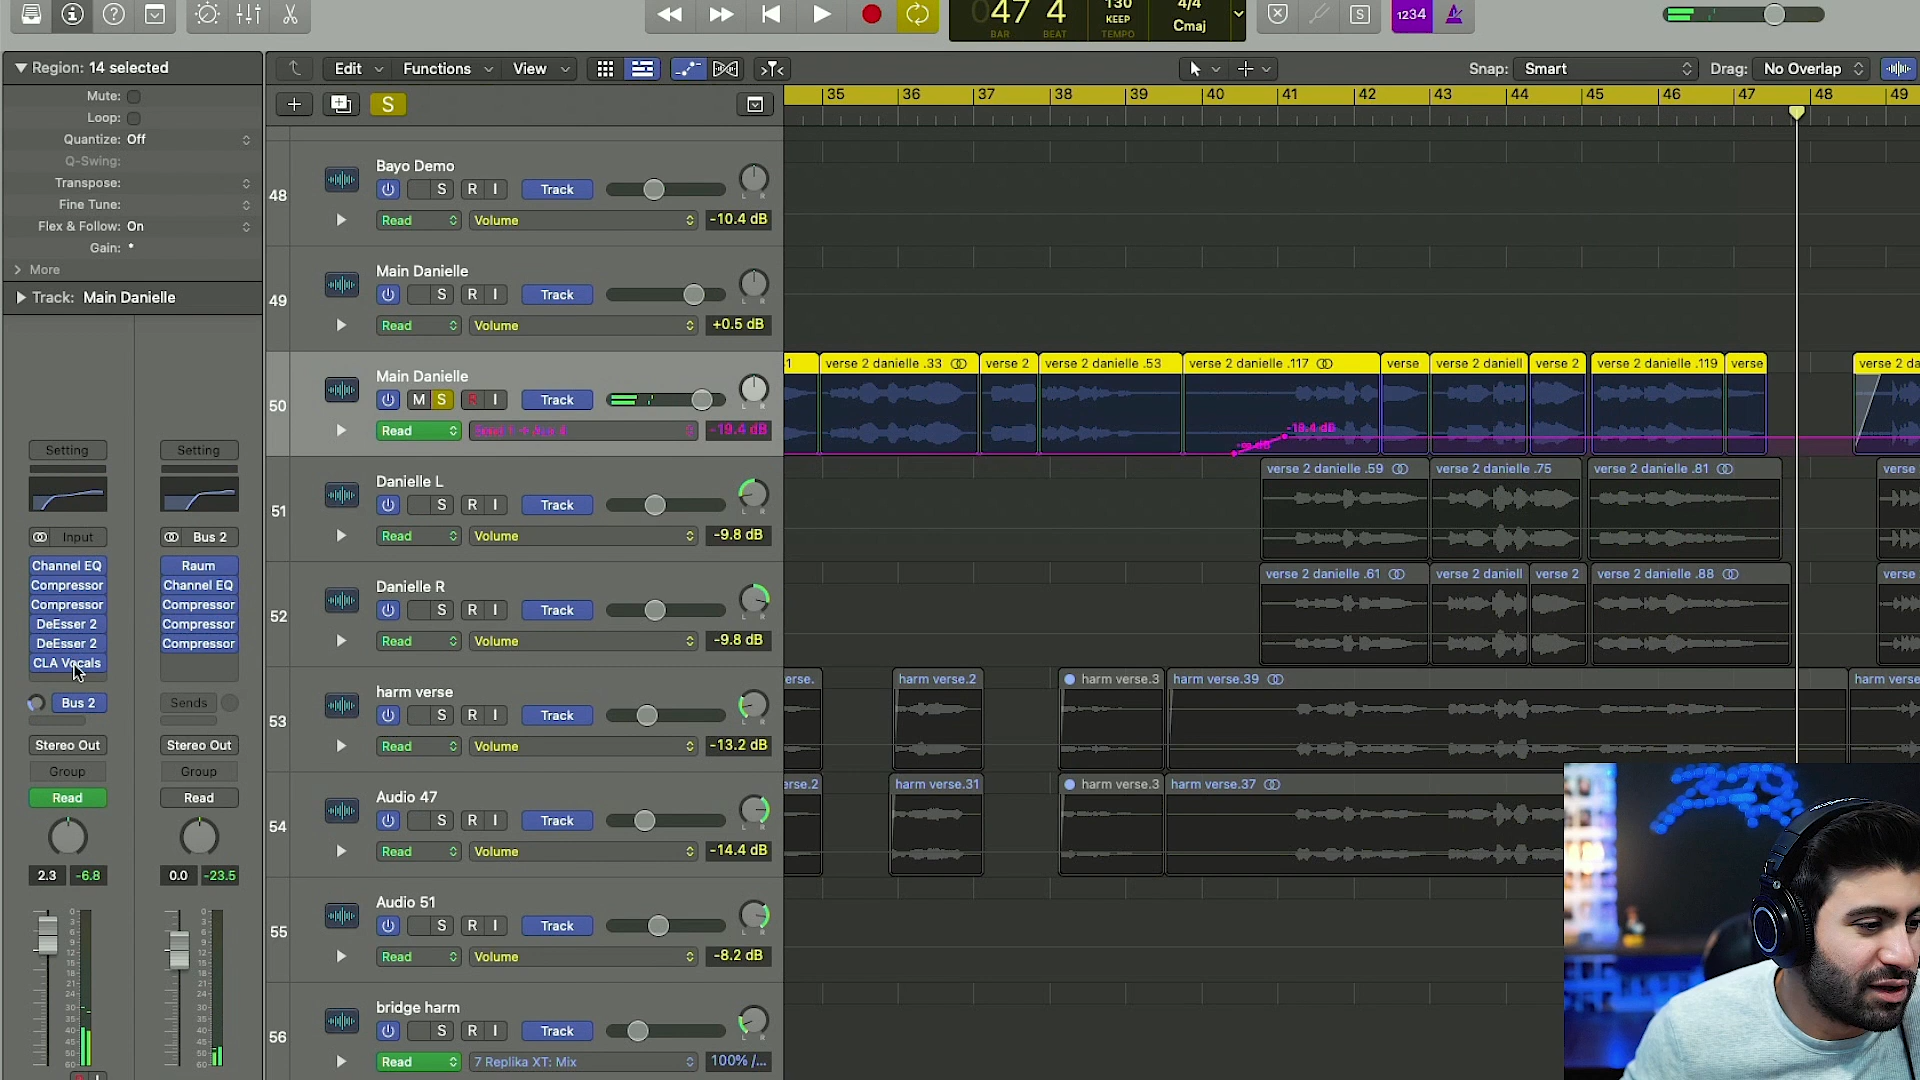 47 4
BAR BEAT
130
KEEP
TEMPO
4/4
Cmaj
S
1234
Region: 14 selected
Edit
Functions
View
Snap: Smart
Drag: No Overlap
Mute:
Loop:
Quantize: Off
Q-Swing:
Transpose:
Fine Tune:
Flex & Follow: On
Gain:
More
Track: Main Danielle
S
35 36 37 38 39 40 41 42 43 44 45 46 47 48 49
48
Bayo Demo
S R I Track
L R
Read Volume -10.4 dB
49
Main Danielle
S R I Track
L R
Read Volume +0.5 dB
50
Main Danielle
M S R I Track
L R
Read -19.4 dB
verse 2 danielle .33
verse 2
verse 2 danielle .53
verse 2 danielle .117
verse
verse 2 daniell
verse 2
verse 2 danielle .119
verse
verse 2 da
51
Danielle L
S R I Track
L R
Read Volume -9.8 dB
verse 2 danielle .59
verse 2 danielle .75
verse 2 danielle .81
verse
52
Danielle R
S R I Track
L R
Read Volume -9.8 dB
verse 2 danielle .61
verse 2 daniell
verse 2
verse 2 danielle .88
verse
53
harm verse
S R I Track
L R
Read Volume -13.2 dB
erse.
harm verse.2
harm verse.3
harm verse.39
harm verse
54
Audio 47
S R I Track
L R
Read Volume -14.4 dB
erse.2
harm verse.31
harm verse.3
harm verse.37
55
Audio 51
S R I Track
L R
Read Volume -8.2 dB
56
bridge harm
S R I Track
L R
Read 7 Replika XT: Mix 100% /...
Setting Setting
Input Bus 2
Channel EQ Raum
Compressor Channel EQ
Compressor Compressor
DeEsser 2 Compressor
DeEsser 2 Compressor
CLA Vocals
Bus 2 Sends
Stereo Out Stereo Out
Group Group
Read Read
2.3 -6.8 0.0 -23.5